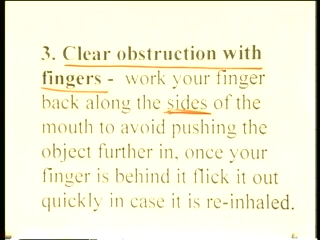 3. Clear obstruction with
fingers - work your finger
back along the sides of the
mouth to avoid pushing the
object further in, once your
finger is behind it flick it out
quickly in case it is re-inhaled.